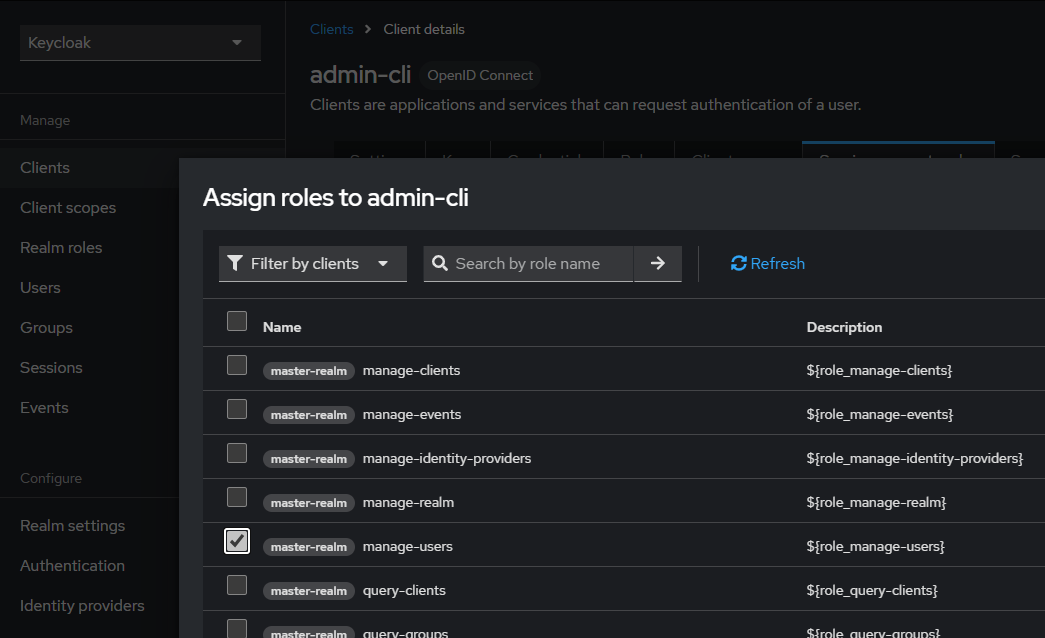 Keycloak
Clients Client details
admin-cli OpenID Connect
Clients are applications and services that can request authentication of a user.
Manage
Clients
Client scopes
Realm roles
Users
Groups
Sessions
Events
Configure
Realm settings
Authentication
Identity providers
Assign roles to admin-cli
Filter by clients Search by role name Refresh
Name Description
master-realm manage-clients ${role_manage-clients}
master-realm manage-events ${role_manage-events}
master-realm manage-identity-providers ${role_manage-identity-providers}
master-realm manage-realm ${role_manage-realm}
master-realm manage-users ${role_manage-users}
master-realm query-clients ${role_query-clients}
master-realm query-groups ${role_query-groups}